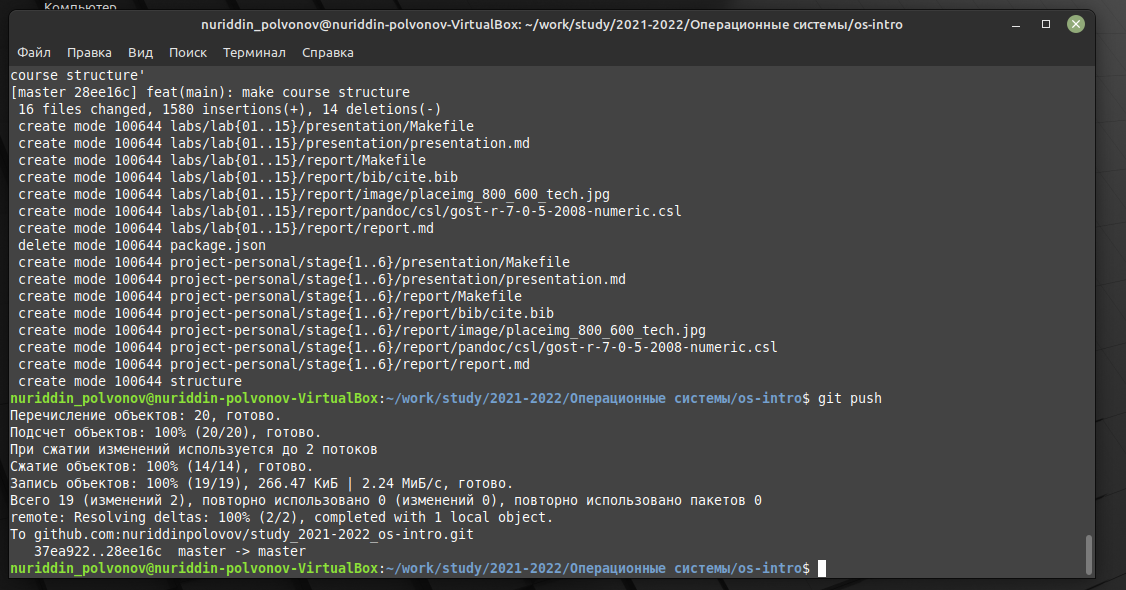 Компьютер
nuriddin_polvonov@nuriddin-polvonov-VirtualBox: ~/work/study/2021-2022/Операционные системы/os-intro
Файл Правка Вид Поиск Терминал Справка
course structure'
[master 28ee16c] feat(main): make course structure
 16 files changed, 1580 insertions(+), 14 deletions(-)
 create mode 100644 labs/lab{01..15}/presentation/Makefile
 create mode 100644 labs/lab{01..15}/presentation/presentation.md
 create mode 100644 labs/lab{01..15}/report/Makefile
 create mode 100644 labs/lab{01..15}/report/bib/cite.bib
 create mode 100644 labs/lab{01..15}/report/image/placeimg_800_600_tech.jpg
 create mode 100644 labs/lab{01..15}/report/pandoc/csl/gost-r-7-0-5-2008-numeric.csl
 create mode 100644 labs/lab{01..15}/report/report.md
 delete mode 100644 package.json
 create mode 100644 project-personal/stage{1..6}/presentation/Makefile
 create mode 100644 project-personal/stage{1..6}/presentation/presentation.md
 create mode 100644 project-personal/stage{1..6}/report/Makefile
 create mode 100644 project-personal/stage{1..6}/report/bib/cite.bib
 create mode 100644 project-personal/stage{1..6}/report/image/placeimg_800_600_tech.jpg
 create mode 100644 project-personal/stage{1..6}/report/pandoc/csl/gost-r-7-0-5-2008-numeric.csl
 create mode 100644 project-personal/stage{1..6}/report/report.md
 create mode 100644 structure
nuriddin_polvonov@nuriddin-polvonov-VirtualBox:~/work/study/2021-2022/Операционные системы/os-intro$ git push
Перечисление объектов: 20, готово.
Подсчет объектов: 100% (20/20), готово.
При сжатии изменений используется до 2 потоков
Сжатие объектов: 100% (14/14), готово.
Запись объектов: 100% (19/19), 266.47 КиБ | 2.24 МиБ/с, готово.
Всего 19 (изменений 2), повторно использовано 0 (изменений 0), повторно использовано пакетов 0
remote: Resolving deltas: 100% (2/2), completed with 1 local object.
To github.com:nuriddinpolovov/study_2021-2022_os-intro.git
   37ea922..28ee16c  master -> master
nuriddin_polvonov@nuriddin-polvonov-VirtualBox:~/work/study/2021-2022/Операционные системы/os-intro$